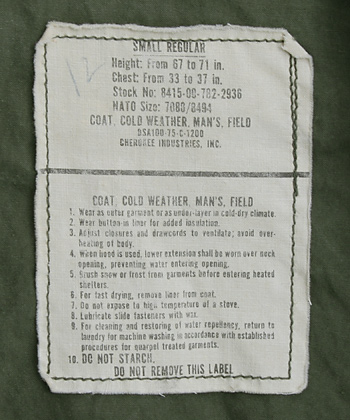 12
SMALL REGULAR
Height: From 67 to 71 in.
Chest: From 33 to 37 in.
Stock No: 8415-00-782-2936
NATO Size: 7080/8494
COAT, COLD WEATHER, MAN'S, FIELD
DSA100-75-C-1200
CHEROKEE INDUSTRIES, INC.
COAT, COLD WEATHER, MAN'S, FIELD
1. Wear as outer garment or as under-layer in cold-dry climate.
2. Wear button-in liner for added insulation.
3. Adjust closures and drawcords to ventilate; avoid over-
heating of body.
4. When hood is used, lower extension shall be worn over neck
opening, preventing water entering opening.
5. Brush snow or frost from garments before entering heated
shelters.
6. For fast drying, remove liner from coat.
7. Do not expose to high temperature of a stove.
8. Lubricate slide fasteners with wax.
9. For cleaning and restoring of water repellency, return to
laundry for machine washing in accordance with established
procedures for quarpel treated garments.
10. DO NOT STARCH.
DO NOT REMOVE THIS LABEL